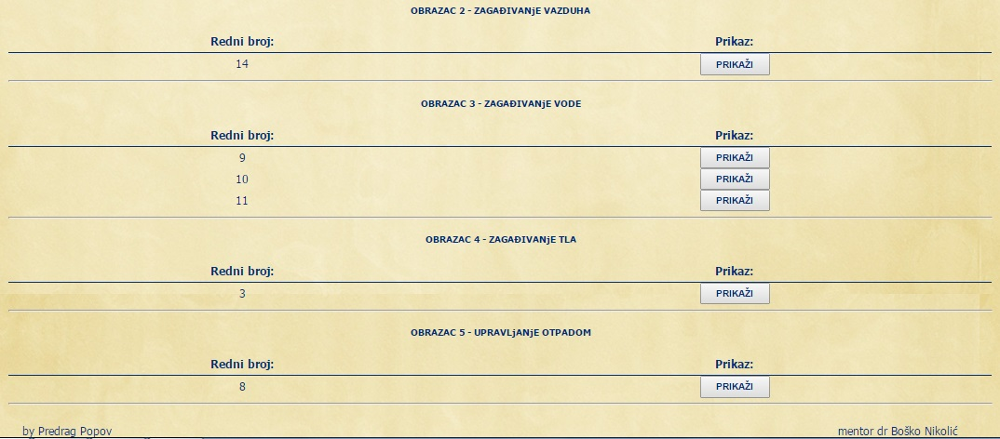 OBRAZAC 2 - ZAGAĐIVANjE VAZDUHA
Redni broj: Prikaz:
14 PRIKAŽI
OBRAZAC 3 - ZAGAĐIVANjE VODE
Redni broj: Prikaz:
9 PRIKAŽI
10 PRIKAŽI
11 PRIKAŽI
OBRAZAC 4 - ZAGAĐIVANjE TLA
Redni broj: Prikaz:
3 PRIKAŽI
OBRAZAC 5 - UPRAVLjANjE OTPADOM
Redni broj: Prikaz:
8 PRIKAŽI
by Predrag Popov mentor dr Boško Nikolić